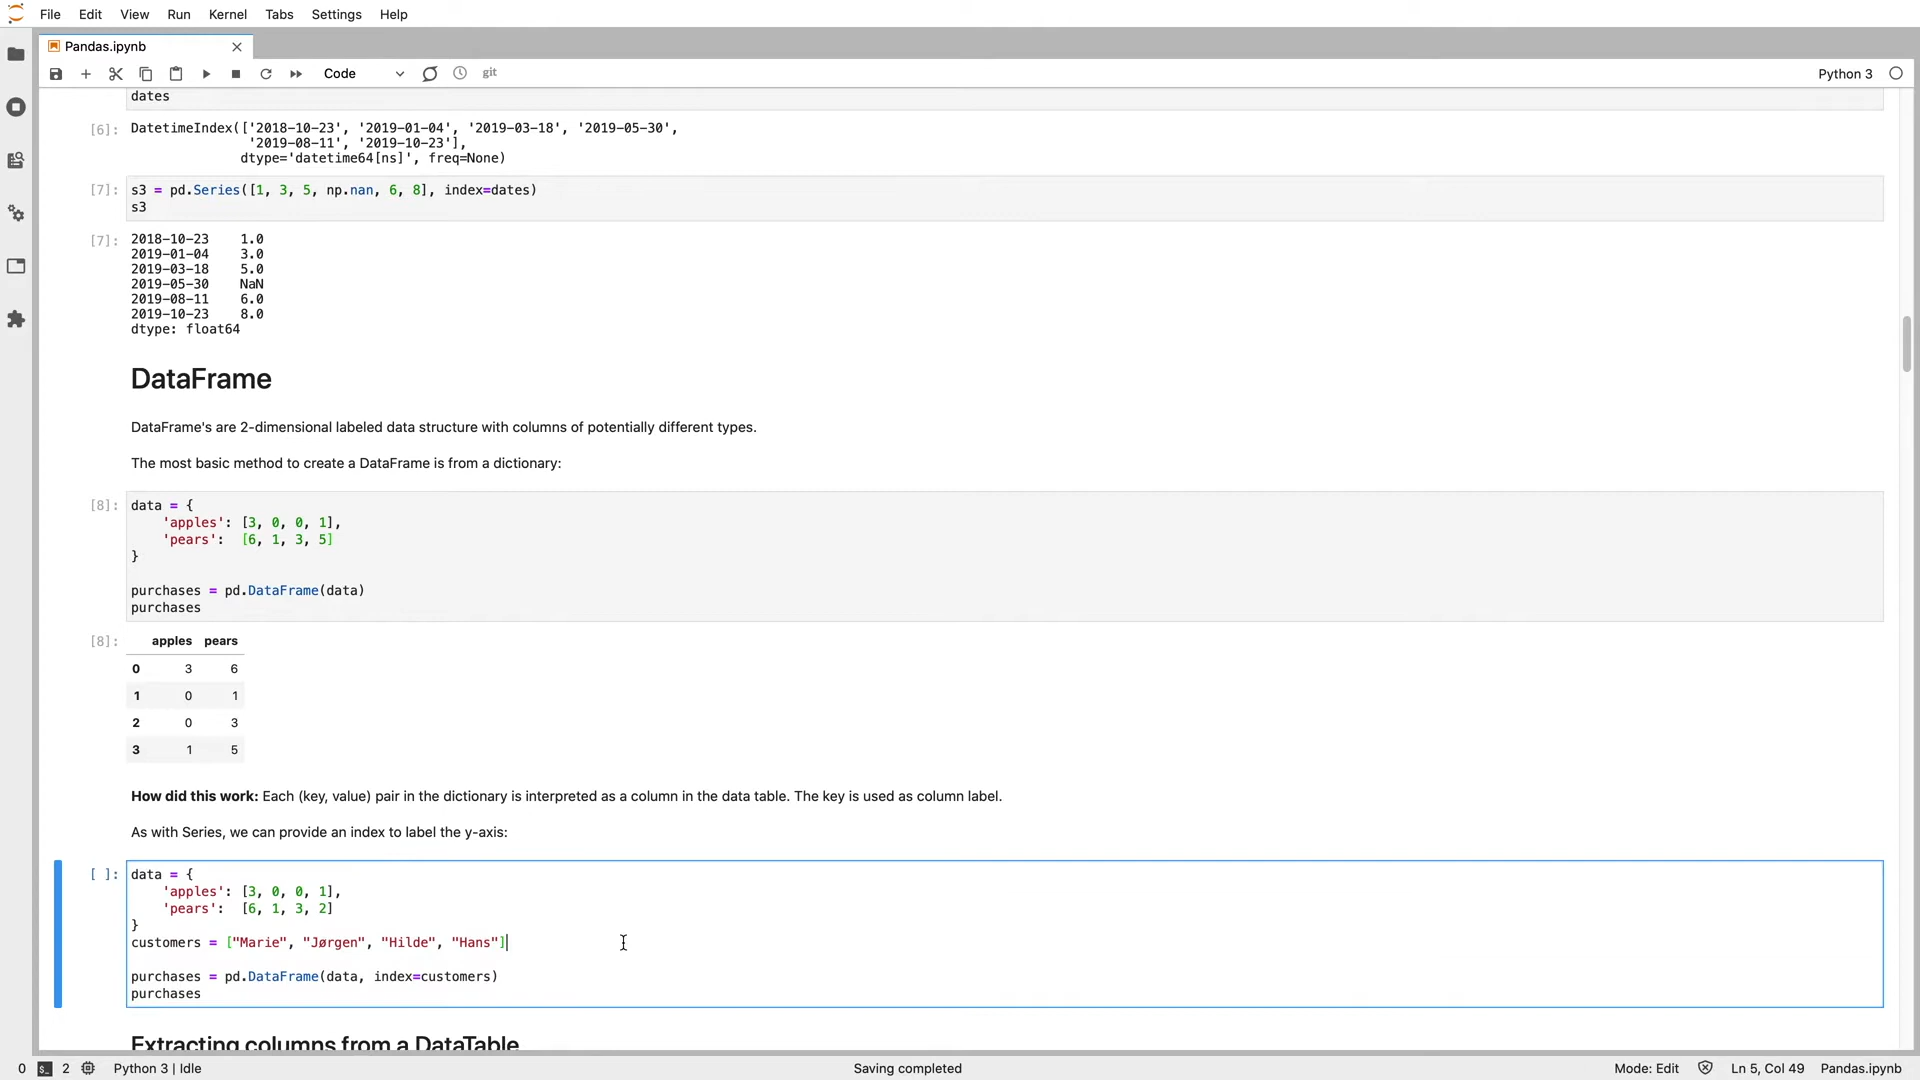 File Edit View Run Kernel Tabs Settings Help
Pandas.ipynb
Code git Python 3
dates
[6]: DatetimeIndex(['2018-10-23', '2019-01-04', '2019-03-18', '2019-05-30',
'2019-08-11', '2019-10-23'],
dtype='datetime64[ns]', freq=None)
[7]: s3 = pd.Series([1, 3, 5, np.nan, 6, 8], index=dates)
s3
[7]: 2018-10-23 1.0
2019-01-04 3.0
2019-03-18 5.0
2019-05-30 NaN
2019-08-11 6.0
2019-10-23 8.0
dtype: float64
DataFrame
DataFrame's are 2-dimensional labeled data structure with columns of potentially different types.
The most basic method to create a DataFrame is from a dictionary:
[8]: data = {
'apples': [3, 0, 0, 1],
'pears': [6, 1, 3, 5]
}
purchases = pd.DataFrame(data)
purchases
[8]: apples pears
0 3 6
1 0 1
2 0 3
3 1 5
How did this work: Each (key, value) pair in the dictionary is interpreted as a column in the data table. The key is used as column label.
As with Series, we can provide an index to label the y-axis:
[ ]: data = {
'apples': [3, 0, 0, 1],
'pears': [6, 1, 3, 2]
}
customers = ["Marie", "Jørgen", "Hilde", "Hans"]
purchases = pd.DataFrame(data, index=customers)
purchases
Extracting columns from a DataTable
0 2 Python 3 | Idle Saving completed Mode: Edit Ln 5, Col 49 Pandas.ipynb